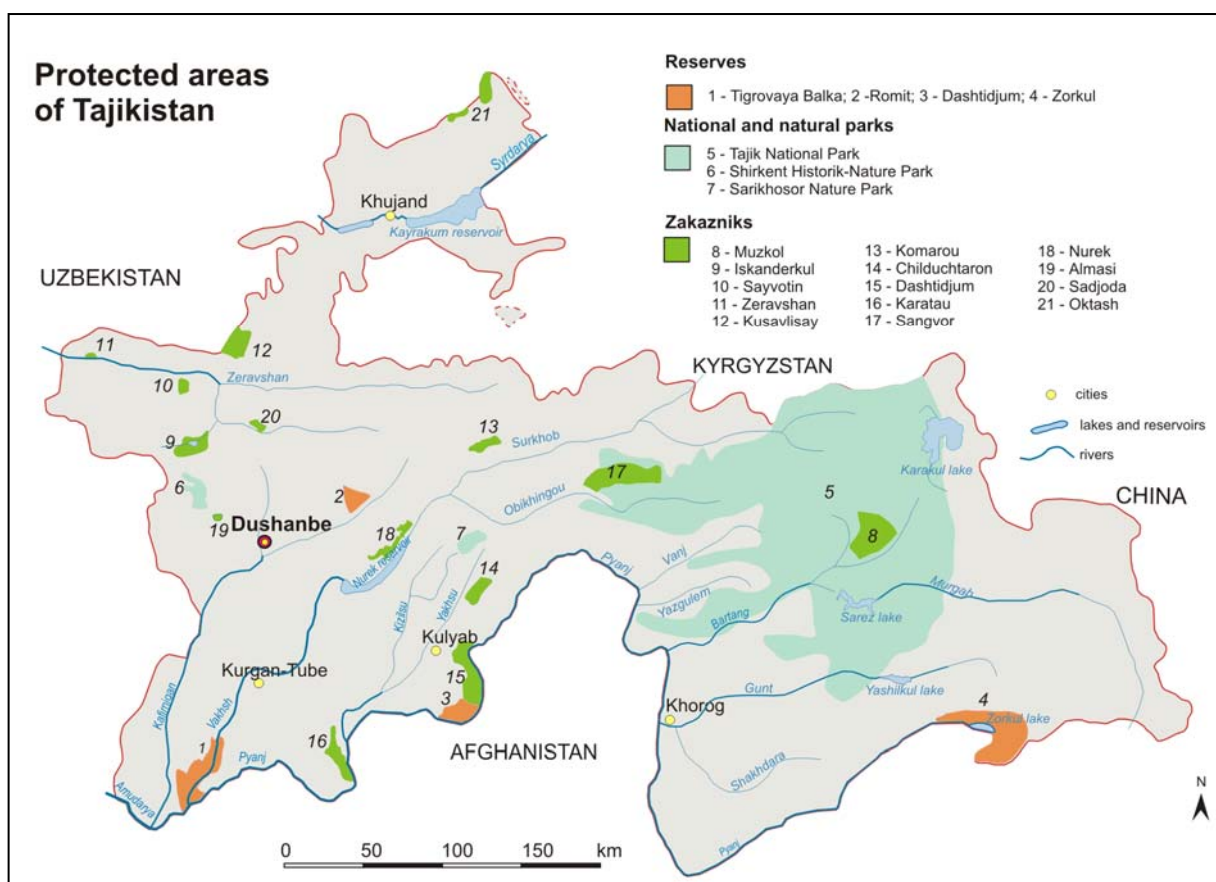 Protected areas
of Tajikistan
Reserves
1 - Tigrovaya Balka; 2 -Romit; 3 - Dashtidjum; 4 - Zorkul
National and natural parks
5 - Tajik National Park
6 - Shirkent Historik-Nature Park
7 - Sarikhosor Nature Park
Zakazniks
8 - Muzkol
9 - Iskanderkul
10 - Sayvotin
11 - Zeravshan
12 - Kusavlisay
13 - Komarou
14 - Childuchtaron
15 - Dashtidjum
16 - Karatau
17 - Sangvor
18 - Nurek
19 - Almasi
20 - Sadjoda
21 - Oktash
cities
lakes and reservoirs
rivers
21
Syrdarya
Khujand
Kayrakum reservoir
UZBEKISTAN
KYRGYZSTAN
CHINA
AFGHANISTAN
11
12
Zeravshan
10
20
9
13
Surkhob
17
Karakul lake
6
2
5
Obikhingou
19
Dushanbe
18
Nurek reservoir
7
8
Pyanj
Vanj
14
Kizilsu
Yakhsu
Yazgulem
Bartang
Sarez lake
Murgab
Kulyab
Kurgan-Tube
15
3
Kafirnigan
Vakhsh
Khorog
Gunt
Yashilkul lake
4
Zorkul lake
1
16
Pyanj
Shakhdara
Amudarya
Pyanj
N
0 50 100 150 km